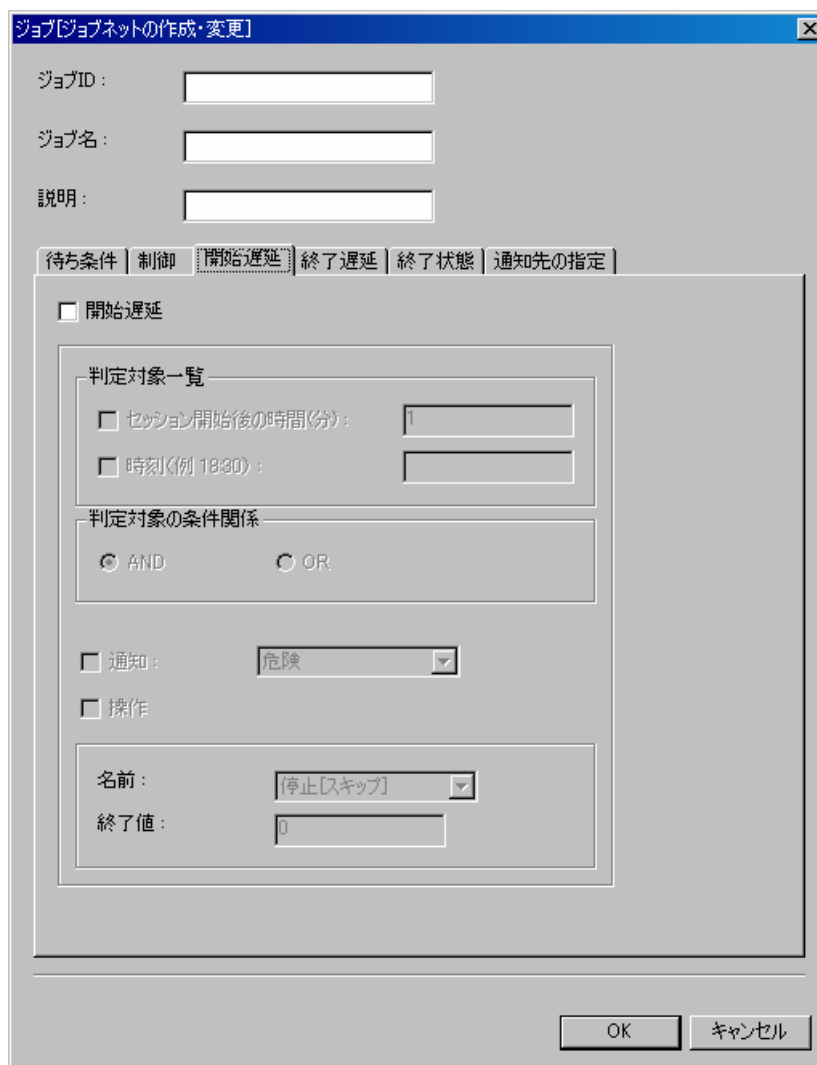 ジョブ[ジョブネットの作成・変更]
ジョブID :
ジョブ名 :
説明 :
待ち条件 制御 開始遅延 終了遅延 終了状態 通知先の指定
開始遅延
判定対象一覧
セッション開始後の時間(分) : 1
時刻(例 18:30) :
判定対象の条件関係
AND OR
通知 : 危険
操作
名前 : 停止[スキップ]
終了値 : 0
OK キャンセル